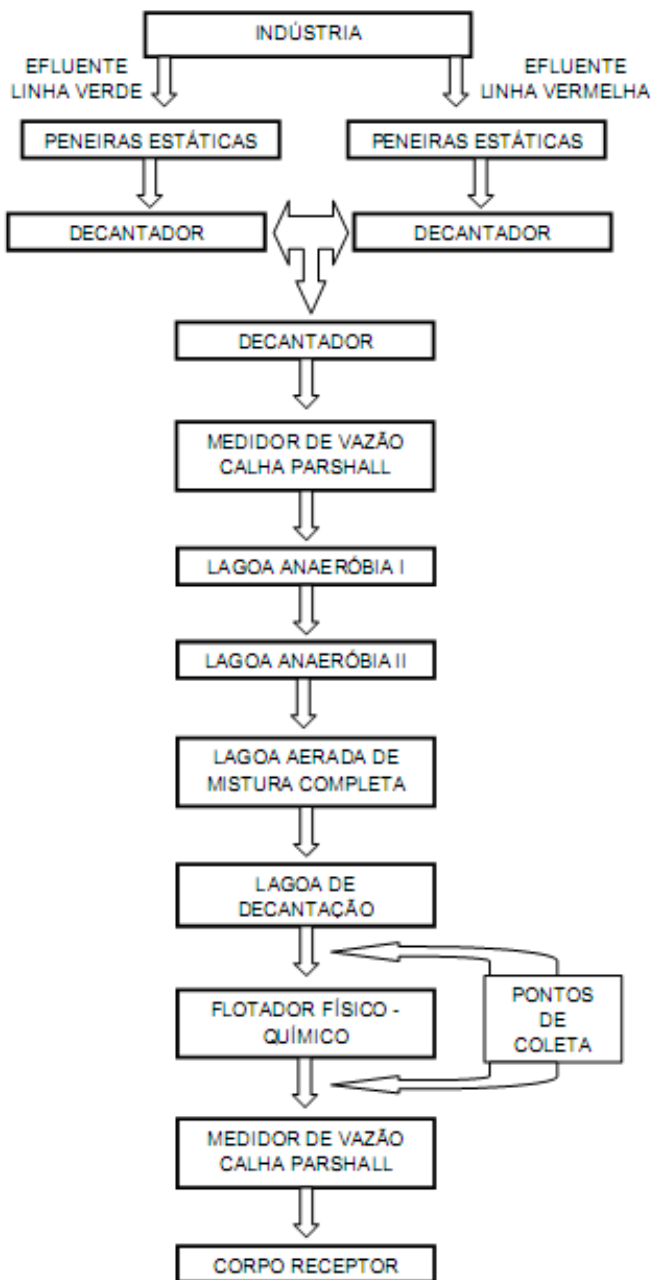 INDÚSTRIA
EFLUENTE
LINHA VERDE
EFLUENTE
LINHA VERMELHA
PENEIRAS ESTÁTICAS
PENEIRAS ESTÁTICAS
DECANTADOR
DECANTADOR
DECANTADOR
MEDIDOR DE VAZÃO
CALHA PARSHALL
LAGOA ANAERÓBIA I
LAGOA ANAERÓBIA II
LAGOA AERADA DE
MISTURA COMPLETA
LAGOA DE
DECANTAÇÃO
FLOTADOR FÍSICO -
QUÍMICO
PONTOS
DE
COLETA
MEDIDOR DE VAZÃO
CALHA PARSHALL
CORPO RECEPTOR